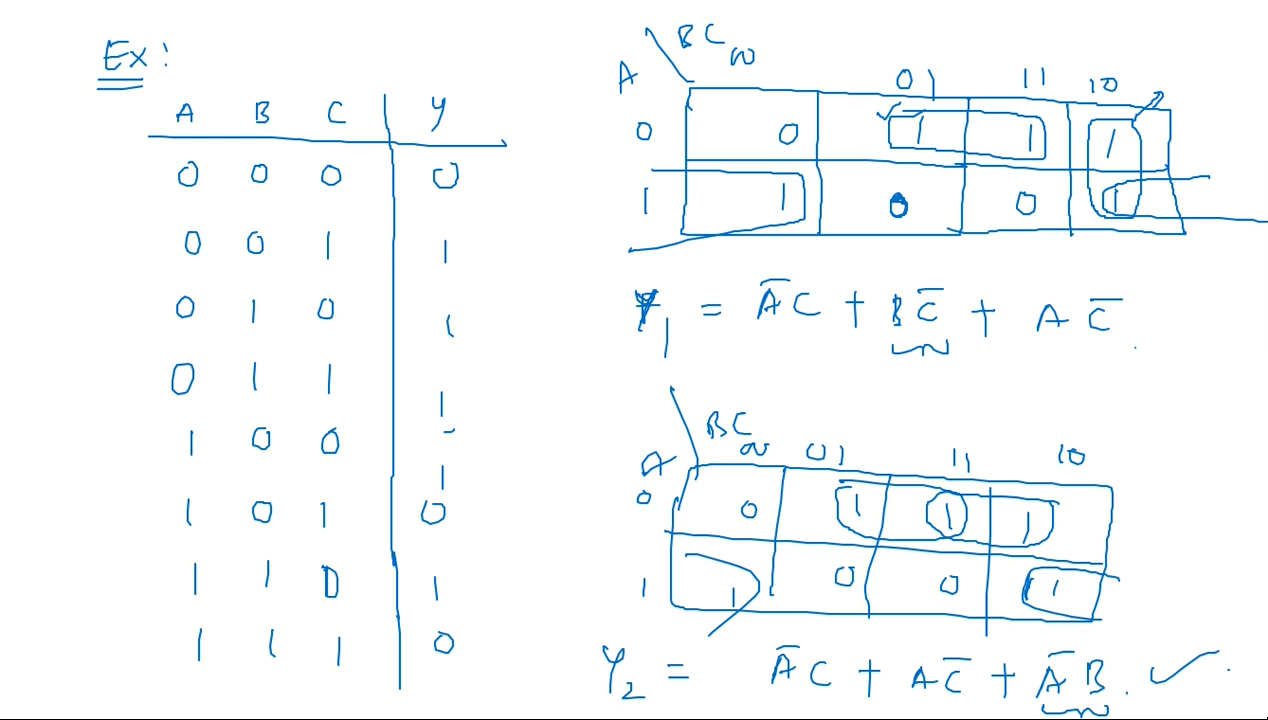 Ex:
A B C Y
0 0 0 0
0 0 1 1
0 1 0 1
0 1 1 1
1 0 0 1
1 0 1 0
1 1 0 1
1 1 1 0
BC
A 00 01 11 10
0 0 1 1 1
1 1 0 0 1
Y₁ = A̅C + BC̅ + AC̅
BC
A 00 01 11 10
0 0 1 1 1
1 1 0 0 1
Y₂ = A̅C + AC̅ + A̅B.